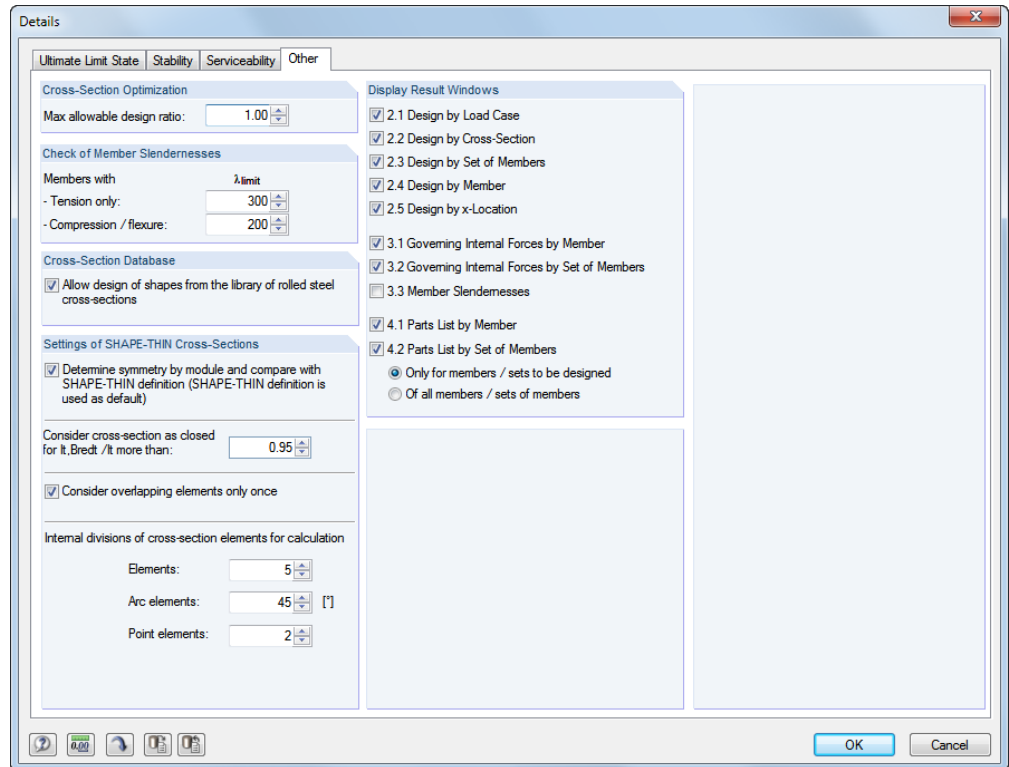 Details
Ultimate Limit State
Stability
Serviceability
Other
Cross-Section Optimization
Max allowable design ratio:
1.00
Check of Member Slendernesses
Members with
λ limit
- Tension only:
300
- Compression / flexure:
200
Cross-Section Database
Allow design of shapes from the library of rolled steel
cross-sections
Settings of SHAPE-THIN Cross-Sections
Determine symmetry by module and compare with
SHAPE-THIN definition (SHAPE-THIN definition is
used as default)
Consider cross-section as closed
for It,Bredt /It more than:
0.95
Consider overlapping elements only once
Internal divisions of cross-section elements for calculation
Elements:
5
Arc elements:
45
[°]
Point elements:
2
Display Result Windows
2.1 Design by Load Case
2.2 Design by Cross-Section
2.3 Design by Set of Members
2.4 Design by Member
2.5 Design by x-Location
3.1 Governing Internal Forces by Member
3.2 Governing Internal Forces by Set of Members
3.3 Member Slendernesses
4.1 Parts List by Member
4.2 Parts List by Set of Members
Only for members / sets to be designed
Of all members / sets of members
0.00
OK
Cancel